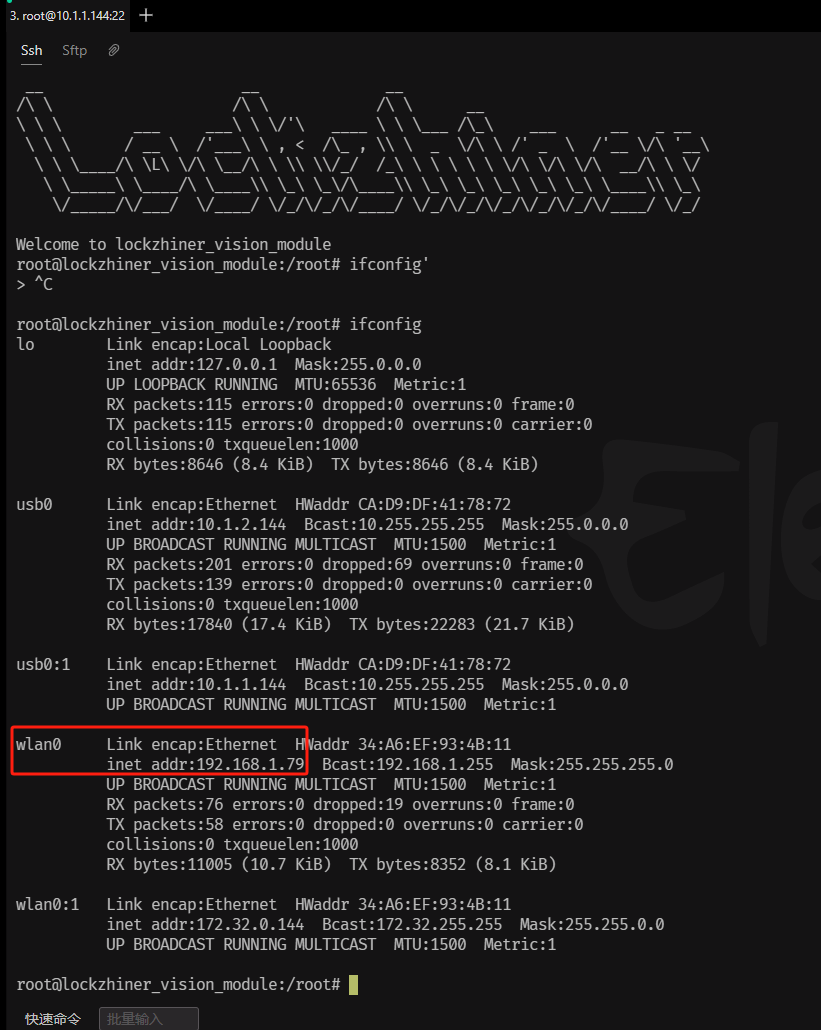 3. root@10.1.1.144:22
Ssh Sftp
Lockzhiner
Welcome to lockzhiner_vision_module
root@lockzhiner_vision_module:/root# ifconfig'
> ^C
root@lockzhiner_vision_module:/root# ifconfig
lo Link encap:Local Loopback
inet addr:127.0.0.1 Mask:255.0.0.0
UP LOOPBACK RUNNING MTU:65536 Metric:1
RX packets:115 errors:0 dropped:0 overruns:0 frame:0
TX packets:115 errors:0 dropped:0 overruns:0 carrier:0
collisions:0 txqueuelen:1000
RX bytes:8646 (8.4 KiB) TX bytes:8646 (8.4 KiB)
usb0 Link encap:Ethernet HWaddr CA:D9:DF:41:78:72
inet addr:10.1.2.144 Bcast:10.255.255.255 Mask:255.0.0.0
UP BROADCAST RUNNING MULTICAST MTU:1500 Metric:1
RX packets:201 errors:0 dropped:69 overruns:0 frame:0
TX packets:139 errors:0 dropped:0 overruns:0 carrier:0
collisions:0 txqueuelen:1000
RX bytes:17840 (17.4 KiB) TX bytes:22283 (21.7 KiB)
usb0:1 Link encap:Ethernet HWaddr CA:D9:DF:41:78:72
inet addr:10.1.1.144 Bcast:10.255.255.255 Mask:255.0.0.0
UP BROADCAST RUNNING MULTICAST MTU:1500 Metric:1
wlan0 Link encap:Ethernet HWaddr 34:A6:EF:93:4B:11
inet addr:192.168.1.79 Bcast:192.168.1.255 Mask:255.255.255.0
UP BROADCAST RUNNING MULTICAST MTU:1500 Metric:1
RX packets:76 errors:0 dropped:19 overruns:0 frame:0
TX packets:58 errors:0 dropped:0 overruns:0 carrier:0
collisions:0 txqueuelen:1000
RX bytes:11005 (10.7 KiB) TX bytes:8352 (8.1 KiB)
wlan0:1 Link encap:Ethernet HWaddr 34:A6:EF:93:4B:11
inet addr:172.32.0.144 Bcast:172.32.255.255 Mask:255.255.0.0
UP BROADCAST RUNNING MULTICAST MTU:1500 Metric:1
root@lockzhiner_vision_module:/root#
快速命令 批量输入